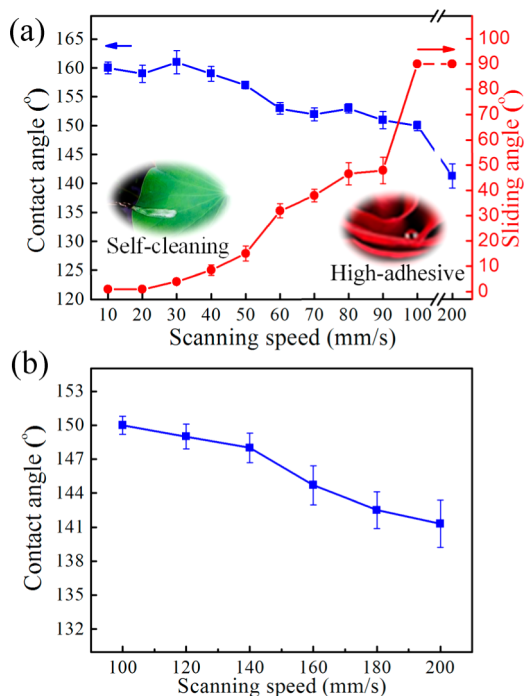 (a)
165
160
155
150
145
140
135
130
125
120
Contact angle (°)
100
90
80
70
60
50
40
30
20
10
0
Sliding angle (°)
Self-cleaning
High-adhesive
10 20 30 40 50 60 70 80 90 100 200
Scanning speed (mm/s)
(b)
153
150
147
144
141
138
135
132
Contact angle (°)
100 120 140 160 180 200
Scanning speed (mm/s)